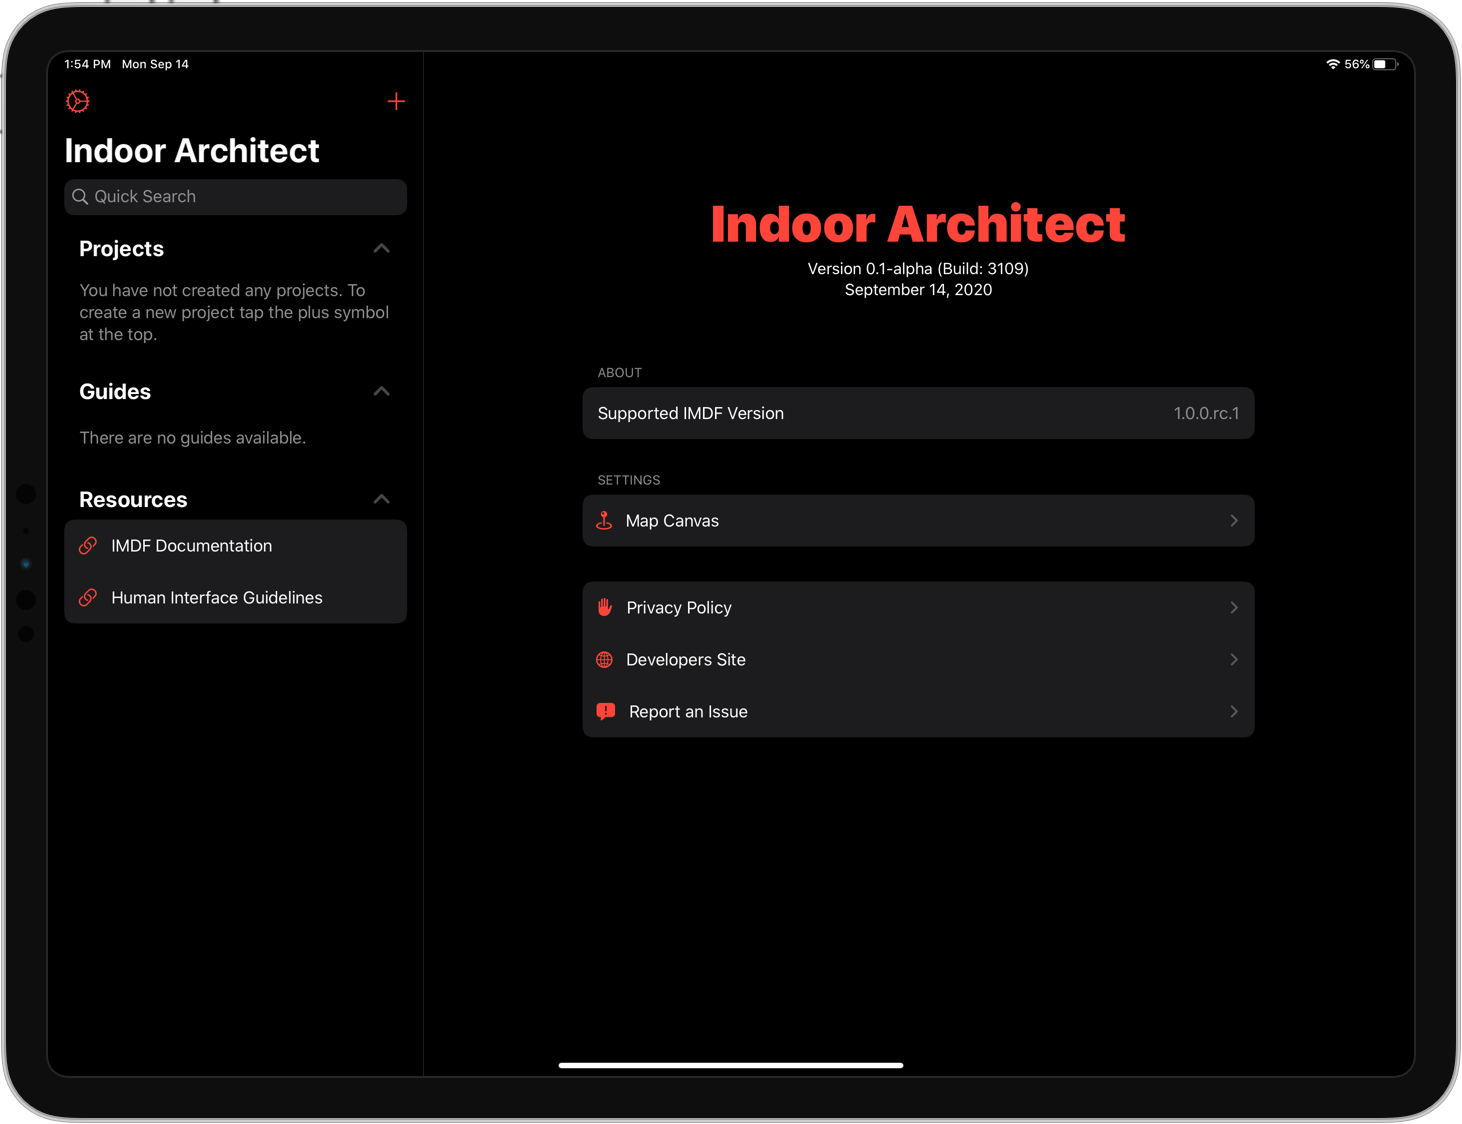 1:54 PM Mon Sep 14
56%
Indoor Architect
Quick Search
Projects
You have not created any projects. To
create a new project tap the plus symbol
at the top.
Guides
There are no guides available.
Resources
IMDF Documentation
Human Interface Guidelines
Indoor Architect
Version 0.1-alpha (Build: 3109)
September 14, 2020
ABOUT
Supported IMDF Version 1.0.0.rc.1
SETTINGS
Map Canvas
Privacy Policy
Developers Site
Report an Issue